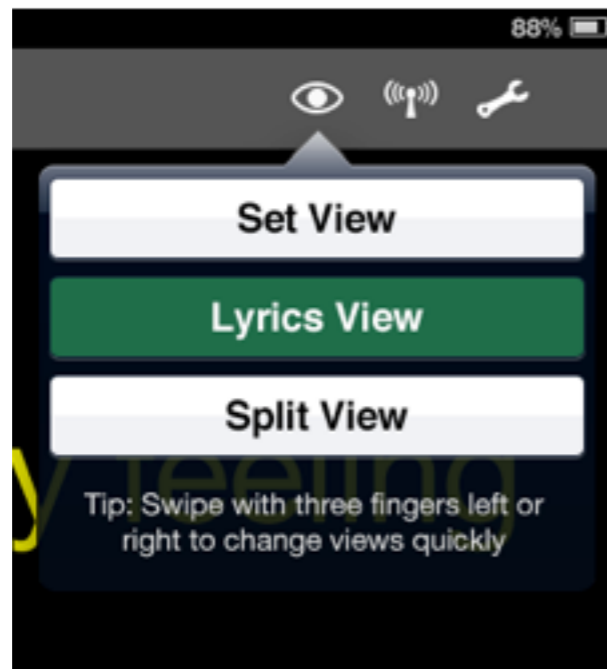 88%
Set View
Lyrics View
Split View
y feeling
Tip: Swipe with three fingers left or
right to change views quickly